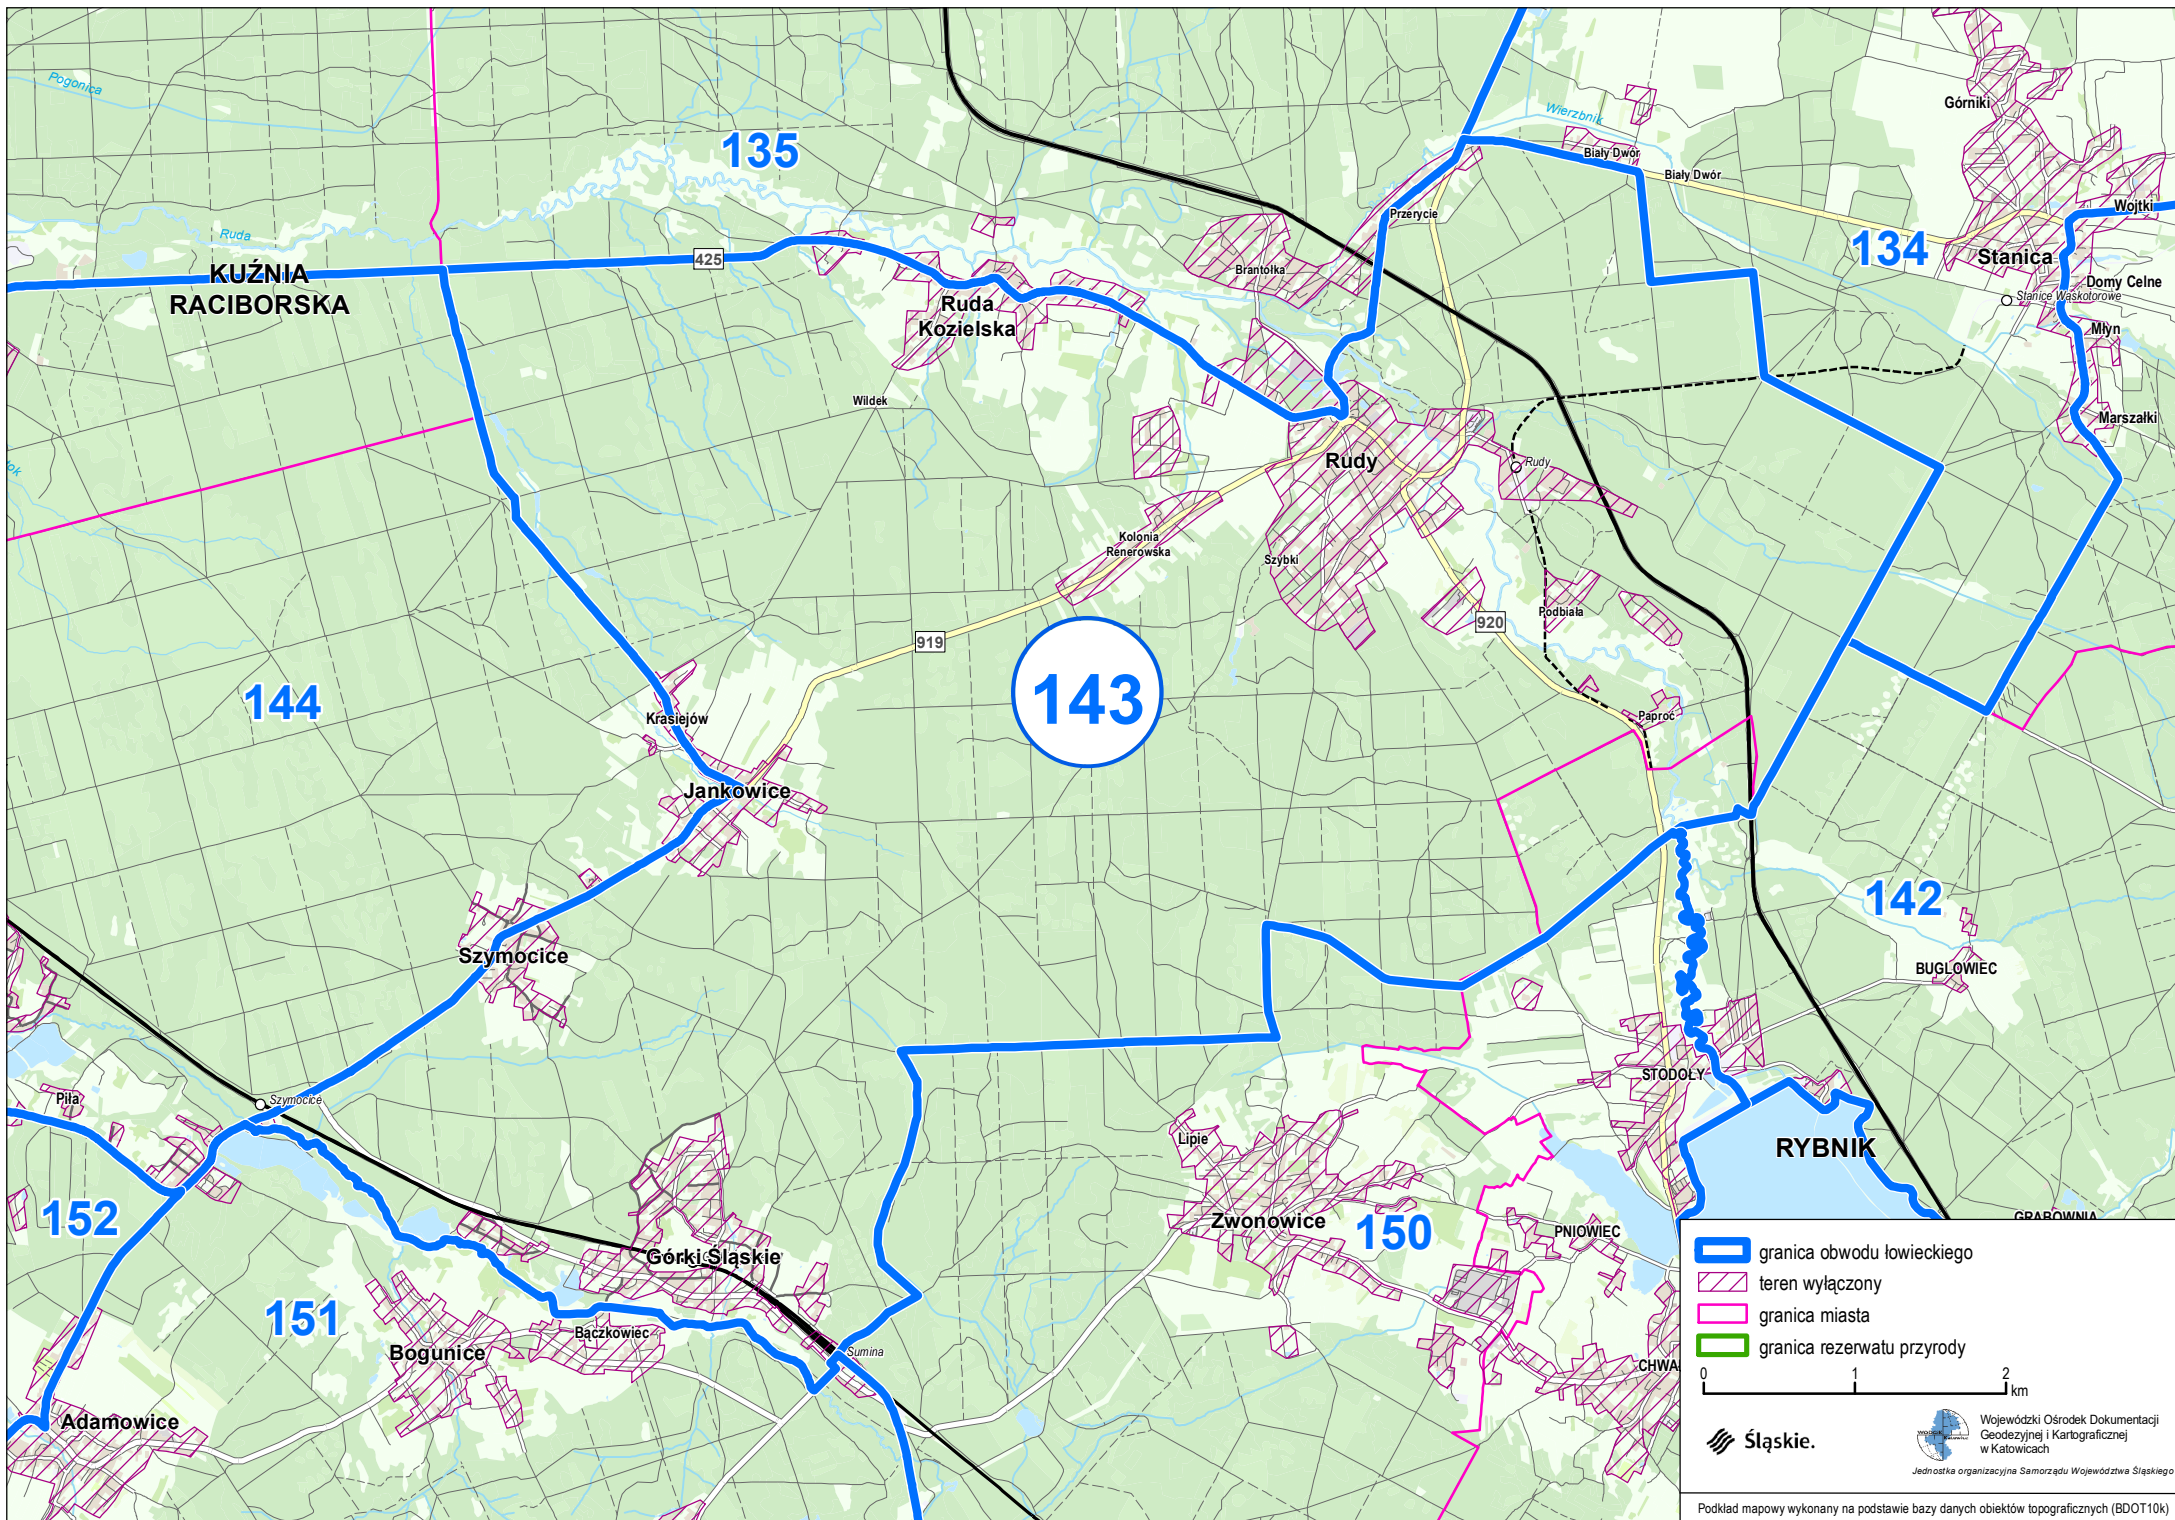 Pogonica
135
Wierzbnik
Górniki
Biały Dwór
Biały Dwór
Przerycie
Wojtki
Ruda
KUŹNIA
RACIBORSKA
425
Brantołka
134
Stanica
Domy Celne
Stanice Wąskotorowe
Młyn
Ruda
Kozielska
Wildek
Marszałki
Rudy
Rudy
Kolonia
Renerowska
Szybki
Podbiała
920
919
143
144
Krasiejów
Paproć
Jankowice
142
Szymocice
BUGLOWIEC
STODOŁY
Piła
Szymocice
Lipie
RYBNIK
152
Zwonowice
150
PNIOWIEC
GRABOWNIA
Górki Śląskie
151
Bączkowiec
Bogunice
Sumina
CHWA
Adamowice
granica obwodu łowieckiego
teren wyłączony
granica miasta
granica rezerwatu przyrody
0 1 2
km
Śląskie.
Wojewódzki Ośrodek Dokumentacji
Geodezyjnej i Kartograficznej
w Katowicach
Jednostka organizacyjna Samorządu Województwa Śląskiego
Podkład mapowy wykonany na podstawie bazy danych obiektów topograficznych (BDOT10k)